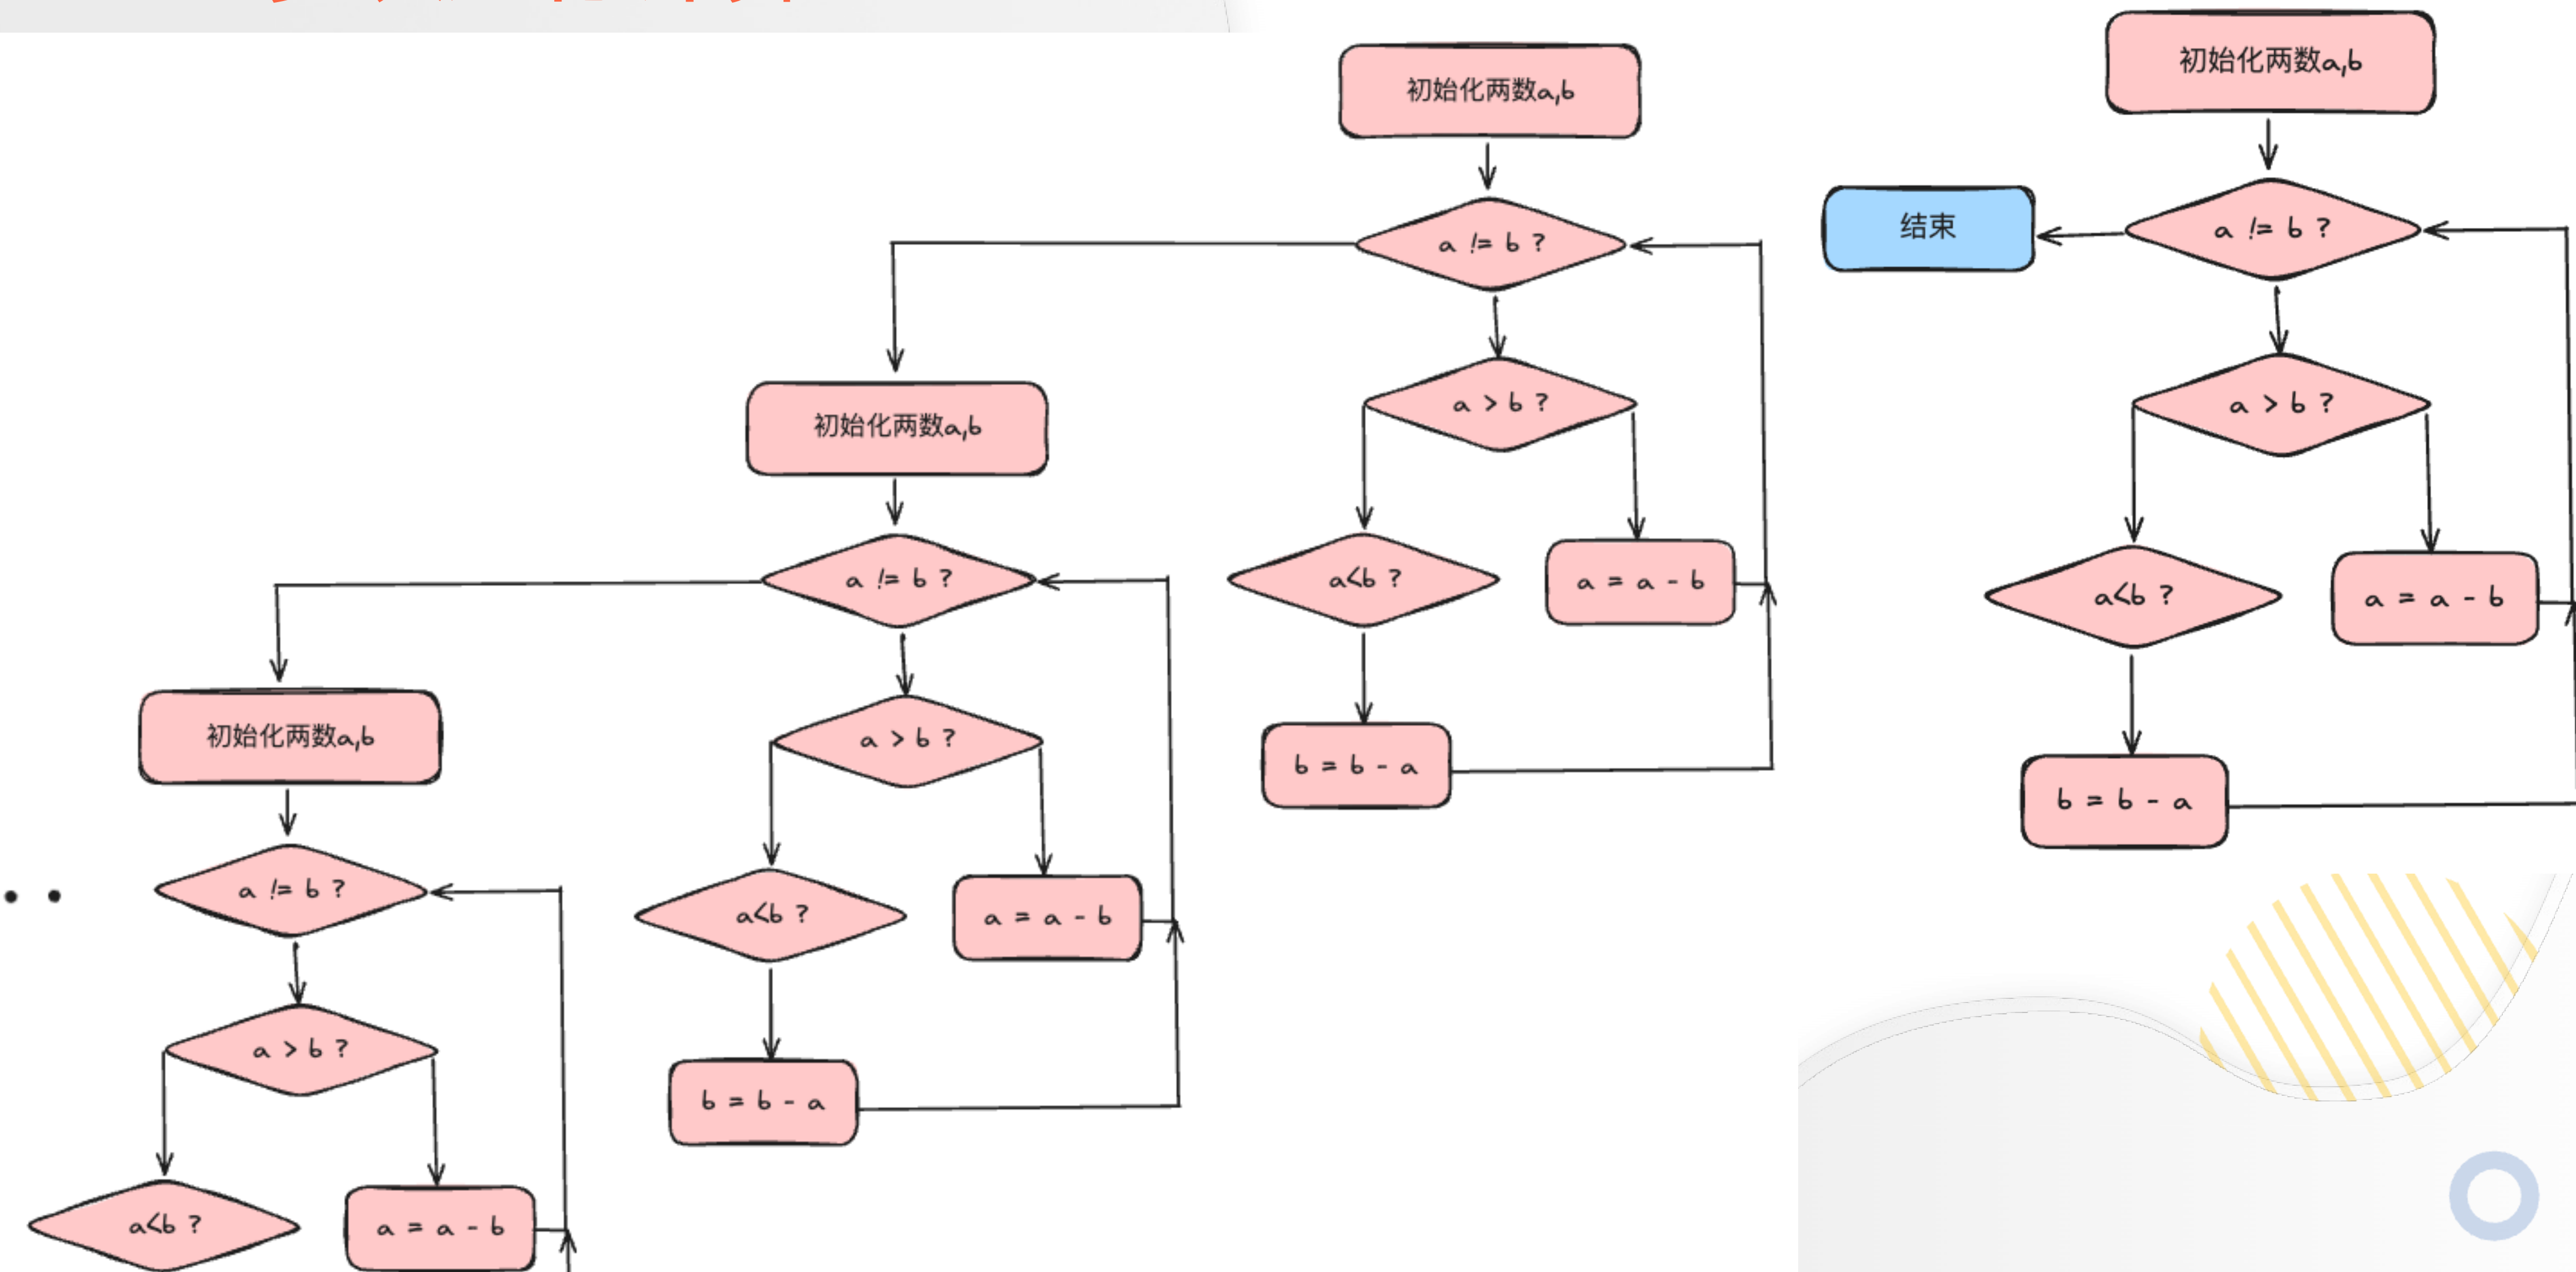 初始化两数a,b
a != b ?
a > b ?
a<b ?
a = a - b
b = b - a
初始化两数a,b
a != b ?
a > b ?
a<b ?
a = a - b
b = b - a
初始化两数a,b
a != b ?
a > b ?
a<b ?
a = a - b
初始化两数a,b
结束
a != b ?
a > b ?
a<b ?
a = a - b
b = b - a